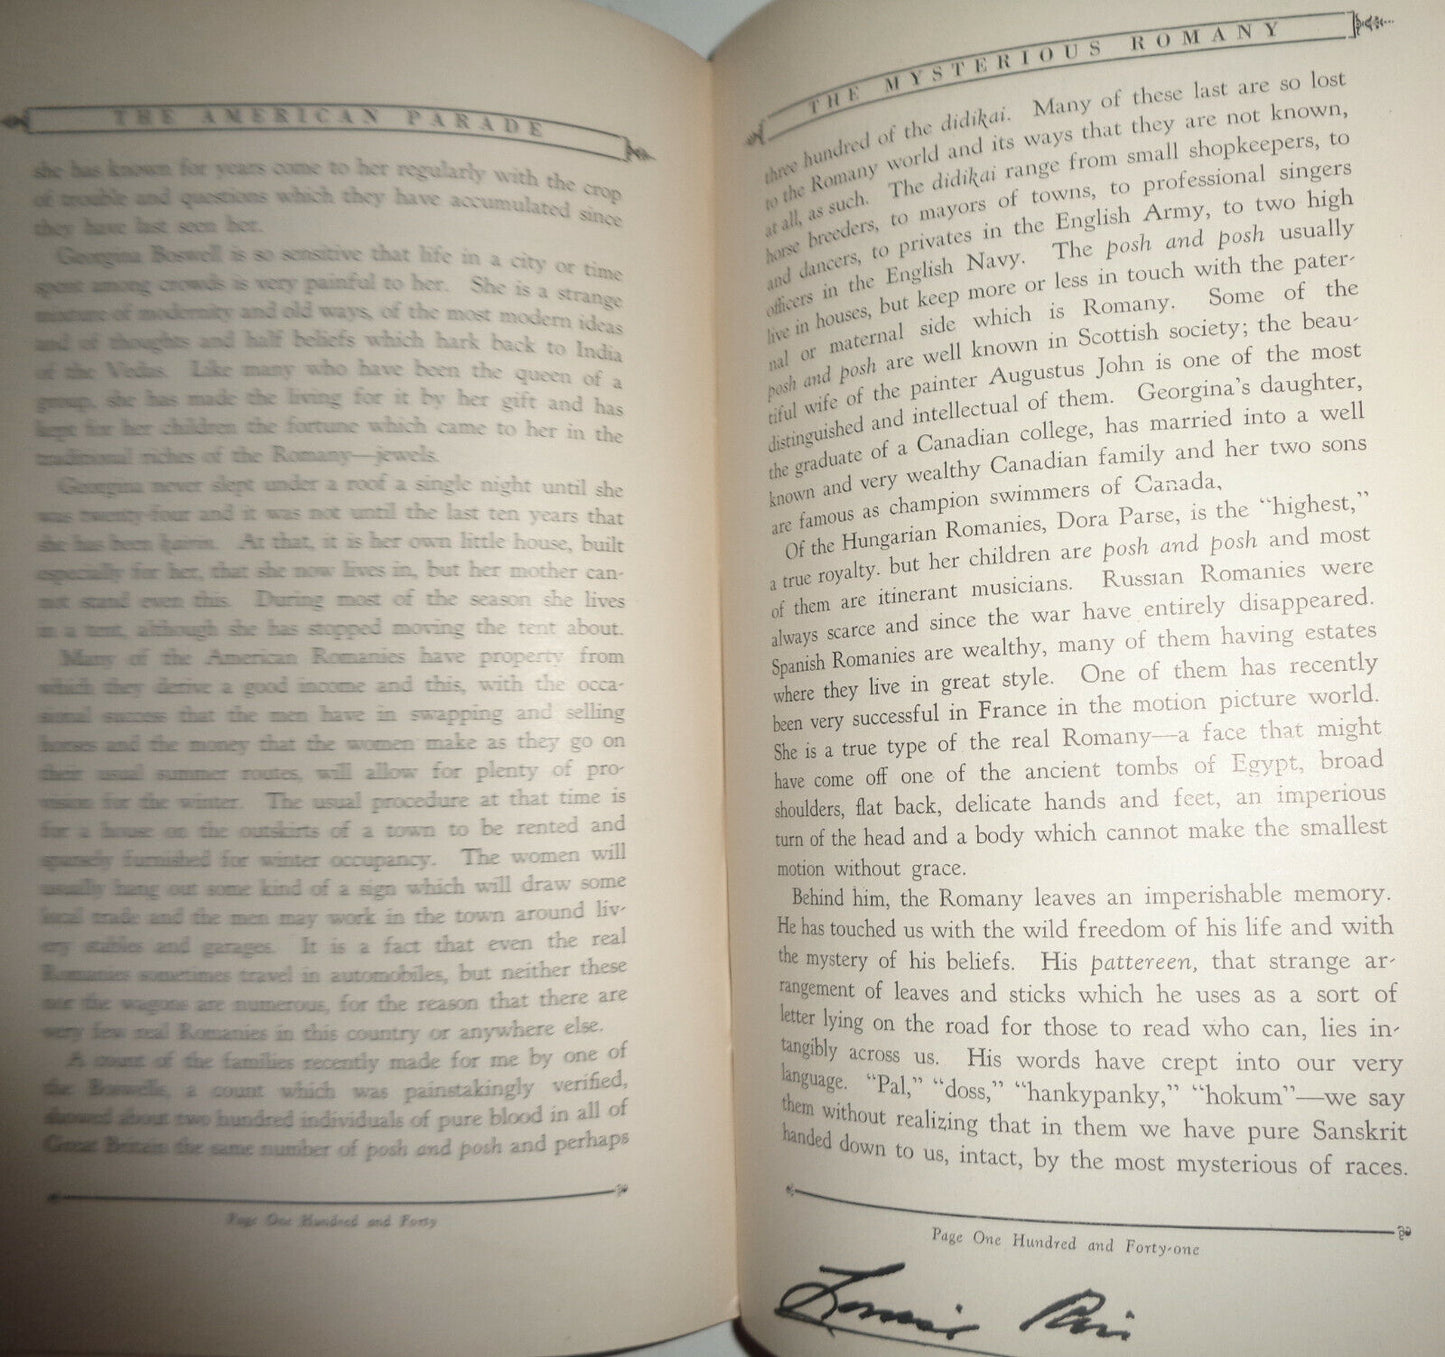 THE AMERICAN PARADE
she has known for years come to her regularly with the crop
of trouble and questions which they have accumulated since
they have last seen her.
Georgina Boswell is so sensitive that life in a city or time
spent among crowds is very painful to her. She is a strange
mixture of modernity and old ways, of the most modern ideas
and of thoughts and half beliefs which hark back to India
of the Vedas. Like many who have been the queen of a
group, she has made the living for it by her gift and has
kept for her children the fortune which came to her in the
traditional riches of the Romany—jewels.
Georgina never slept under a roof a single night until she
was twenty-four and it was not until the last ten years that
she has been kairin. At that, it is her own little house, built
especially for her, that she now lives in, but her mother can-
not stand even this. During most of the season she lives
in a tent, although she has stopped moving the tent about.
Many of the American Romanies have property from
which they derive a good income and this, with the occa-
sional success that the men have in swapping and selling
horses and the money that the women make as they go on
their usual summer routes, will allow for plenty of pro-
vision for the winter. The usual procedure at that time is
for a house on the outskirts of a town to be rented and
sparsely furnished for winter occupancy. The women will
usually hang out some kind of a sign which will draw some
local trade and the men may work in the town around liv-
ery stables and garages. It is a fact that even the real
Romanies sometimes travel in automobiles, but neither these
nor the wagons are numerous, for the reason that there are
very few real Romanies in this country or anywhere else.
A count of the families recently made for me by one of
the Boswells, a count which was painstakingly verified,
showed about two hundred individuals of pure blood in all of
Great Britain the same number of posh and posh and perhaps
Page One Hundred and Forty
THE MYSTERIOUS ROMANY
three hundred of the didikai. Many of these last are so lost
to the Romany world and its ways that they are not known,
at all, as such. The didikai range from small shopkeepers, to
horse breeders, to mayors of towns, to professional singers
and dancers, to privates in the English Army, to two high
officers in the English Navy. The posh and posh usually
live in houses, but keep more or less in touch with the pater-
nal or maternal side which is Romany. Some of the
posh and posh are well known in Scottish society; the beau-
tiful wife of the painter Augustus John is one of the most
distinguished and intellectual of them. Georgina's daughter,
the graduate of a Canadian college, has married into a well
known and very wealthy Canadian family and her two sons
are famous as champion swimmers of Canada,
Of the Hungarian Romanies, Dora Parse, is the "highest,"
a true royalty. but her children are posh and posh and most
of them are itinerant musicians. Russian Romanies were
always scarce and since the war have entirely disappeared.
Spanish Romanies are wealthy, many of them having estates
where they live in great style. One of them has recently
been very successful in France in the motion picture world.
She is a true type of the real Romany—a face that might
have come off one of the ancient tombs of Egypt, broad
shoulders, flat back, delicate hands and feet, an imperious
turn of the head and a body which cannot make the smallest
motion without grace.
Behind him, the Romany leaves an imperishable memory.
He has touched us with the wild freedom of his life and with
the mystery of his beliefs. His pattereen, that strange ar-
rangement of leaves and sticks which he uses as a sort of
letter lying on the road for those to read who can, lies in-
tangibly across us. His words have crept into our very
language. "Pal," "doss," "hankypanky," "hokum"—we say
them without realizing that in them we have pure Sanskrit
handed down to us, intact, by the most mysterious of races.
Page One Hundred and Forty-one